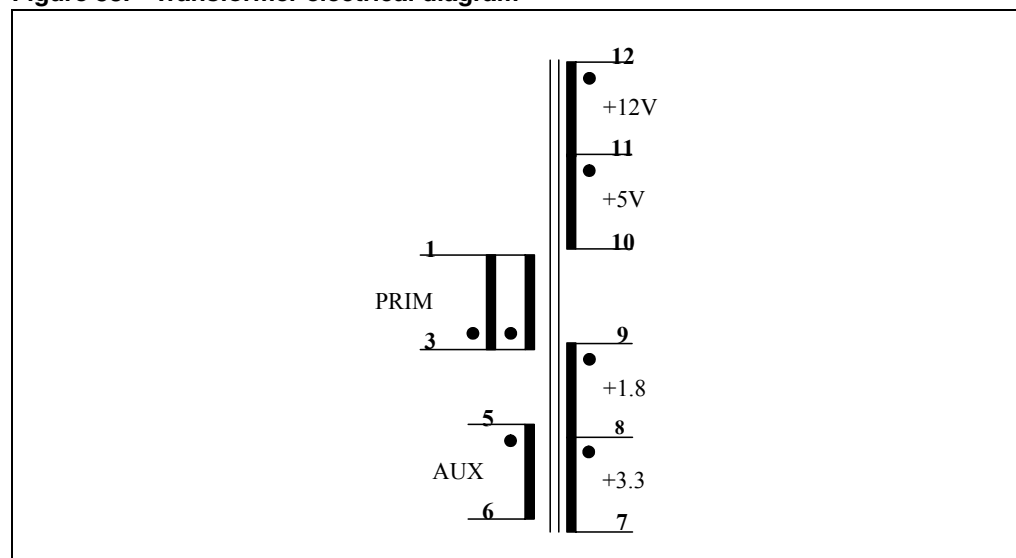 Figure Transformer electrical diagram
12
+12V
11
+5V
10
1
PRIM
3
9
+1.8
5
8
AUX
+3.3
6
7